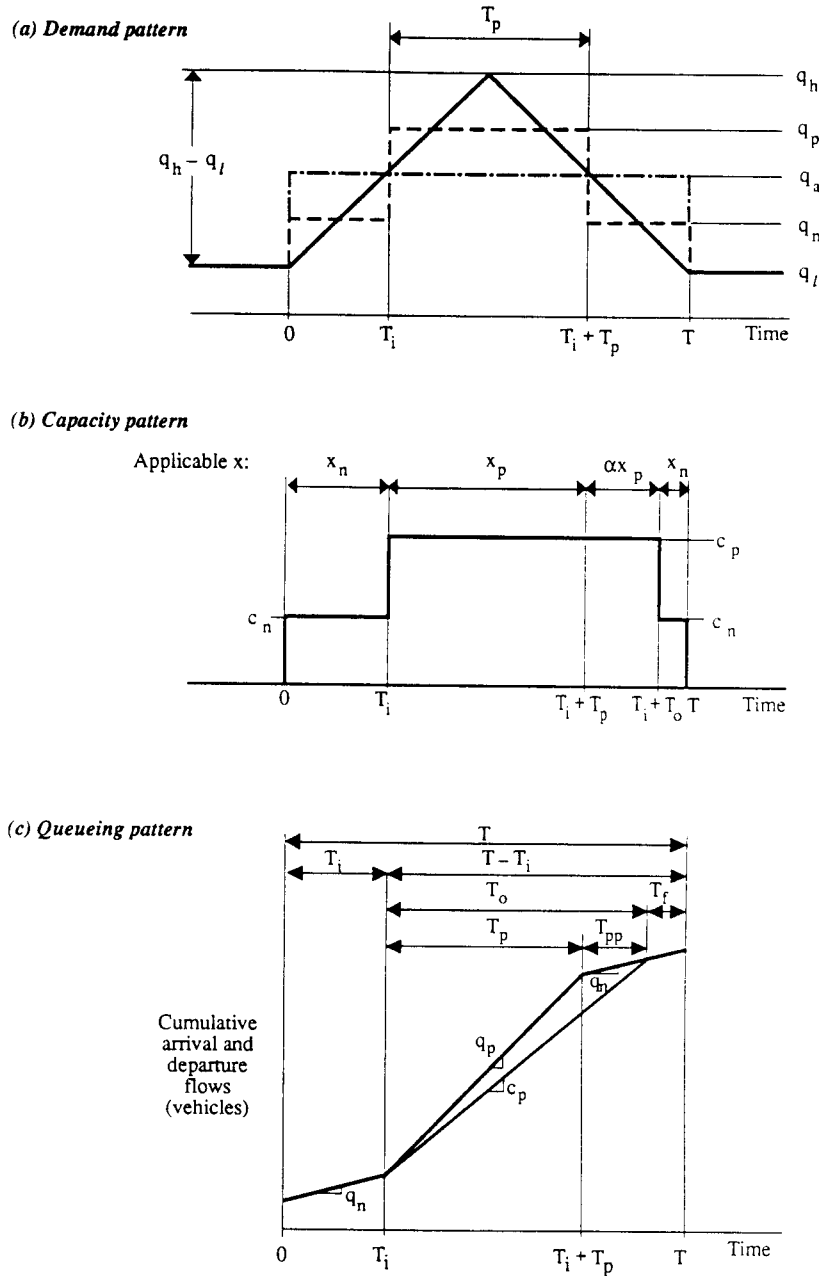 (a) Demand pattern
T_p
q_h
q_p
q_h – q_l
q_a
q_n
q_l
0 T_i T_i + T_p T Time
(b) Capacity pattern
Applicable x: x_n x_p αx_p x_n
c_p
c_n c_n
0 T_i T_i + T_p T_i + T_o T Time
(c) Queueing pattern
T
T_i T – T_i
T_o T_f
T_p T_pp
q_n
Cumulative
arrival and
departure
flows
(vehicles)
q_p
c_p
q_n
0 T_i T_i + T_p T Time